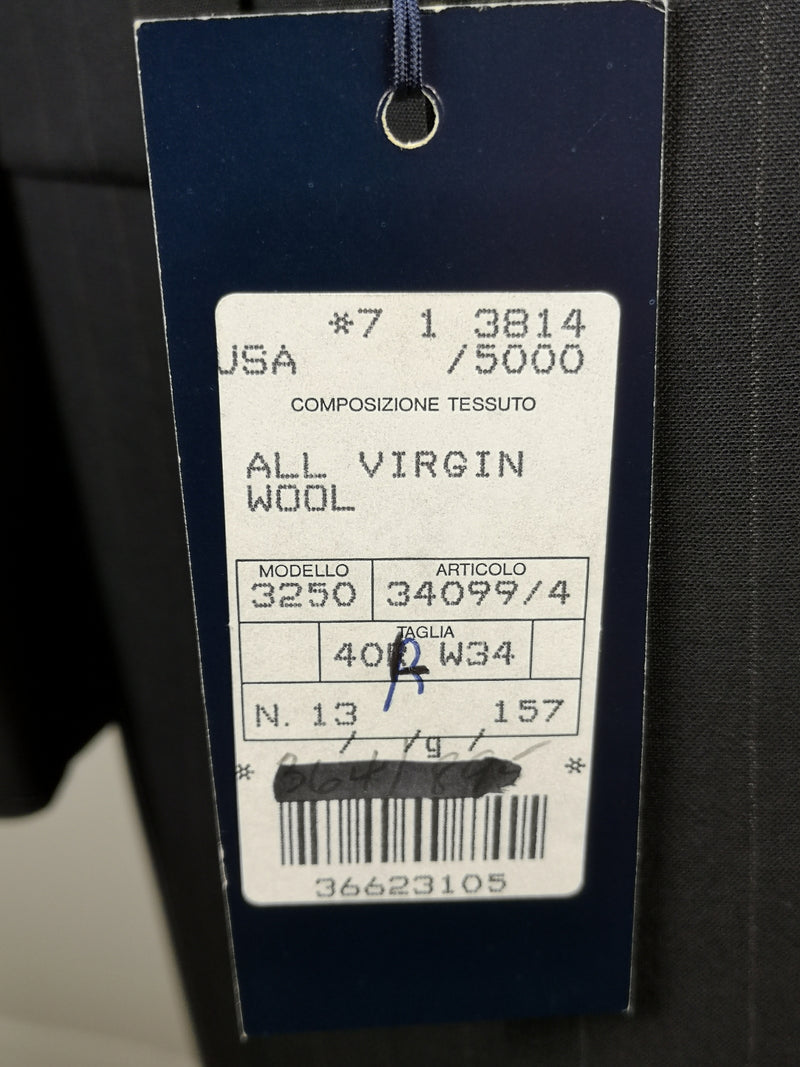 *7 1 3814
USA /5000
COMPOSIZIONE TESSUTO
ALL VIRGIN
WOOL
MODELLO ARTICOLO
3250 34099/4
TAGLIA
40R W34
N. 13 157
/ /g /
* *
36623105